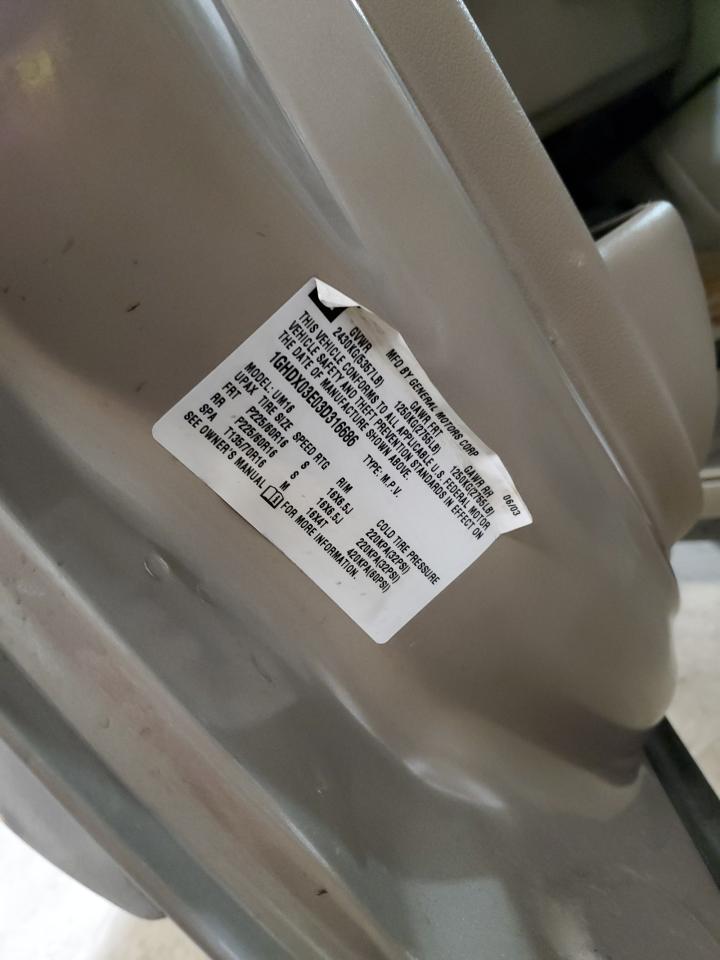 MFD BY GENERAL MOTORS CORP 06/03
GVWR GAWR FRT GAWR RR
2430KG(5357LB) 1250KG(2755LB) 1250KG(2755LB)
THIS VEHICLE CONFORMS TO ALL APPLICABLE U.S. FEDERAL MOTOR
VEHICLE SAFETY AND THEFT PREVENTION STANDARDS IN EFFECT ON
THE DATE OF MANUFACTURE SHOWN ABOVE.
1GHDX03E03D316686 TYPE: M.P.V.
MODEL: UM16
UPAX TIRE SIZE SPEED RTG RIM COLD TIRE PRESSURE
FRT P225/60R16 S 16X6.5J 220KPA(32PSI)
RR P225/60R16 S 16X6.5J 220KPA(32PSI)
SPA T135/70R16 M 16X4T 420KPA(60PSI)
SEE OWNER'S MANUAL FOR MORE INFORMATION.